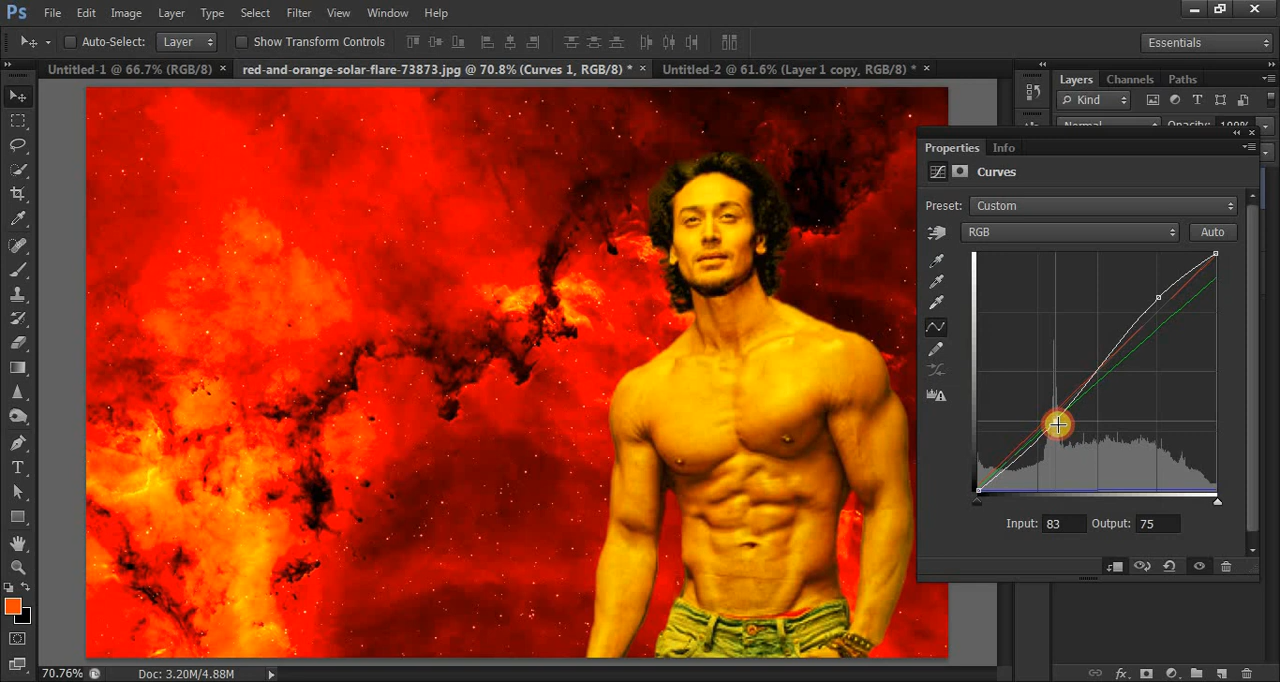 Ps File Edit Image Layer Type Select Filter View Window Help
Auto-Select: Layer Show Transform Controls Essentials
Untitled-1 @ 66.7% (RGB/8) × red-and-orange-solar-flare-73873.jpg @ 70.8% (Curves 1, RGB/8) * × Untitled-2 @ 61.6% (Layer 1 copy, RGB/8) * ×
Layers Channels Paths
Kind
Normal Opacity: 100%
Properties Info
Curves
Preset: Custom
RGB Auto
Input: 83 Output: 75
70.76% Doc: 3.20M/4.88M